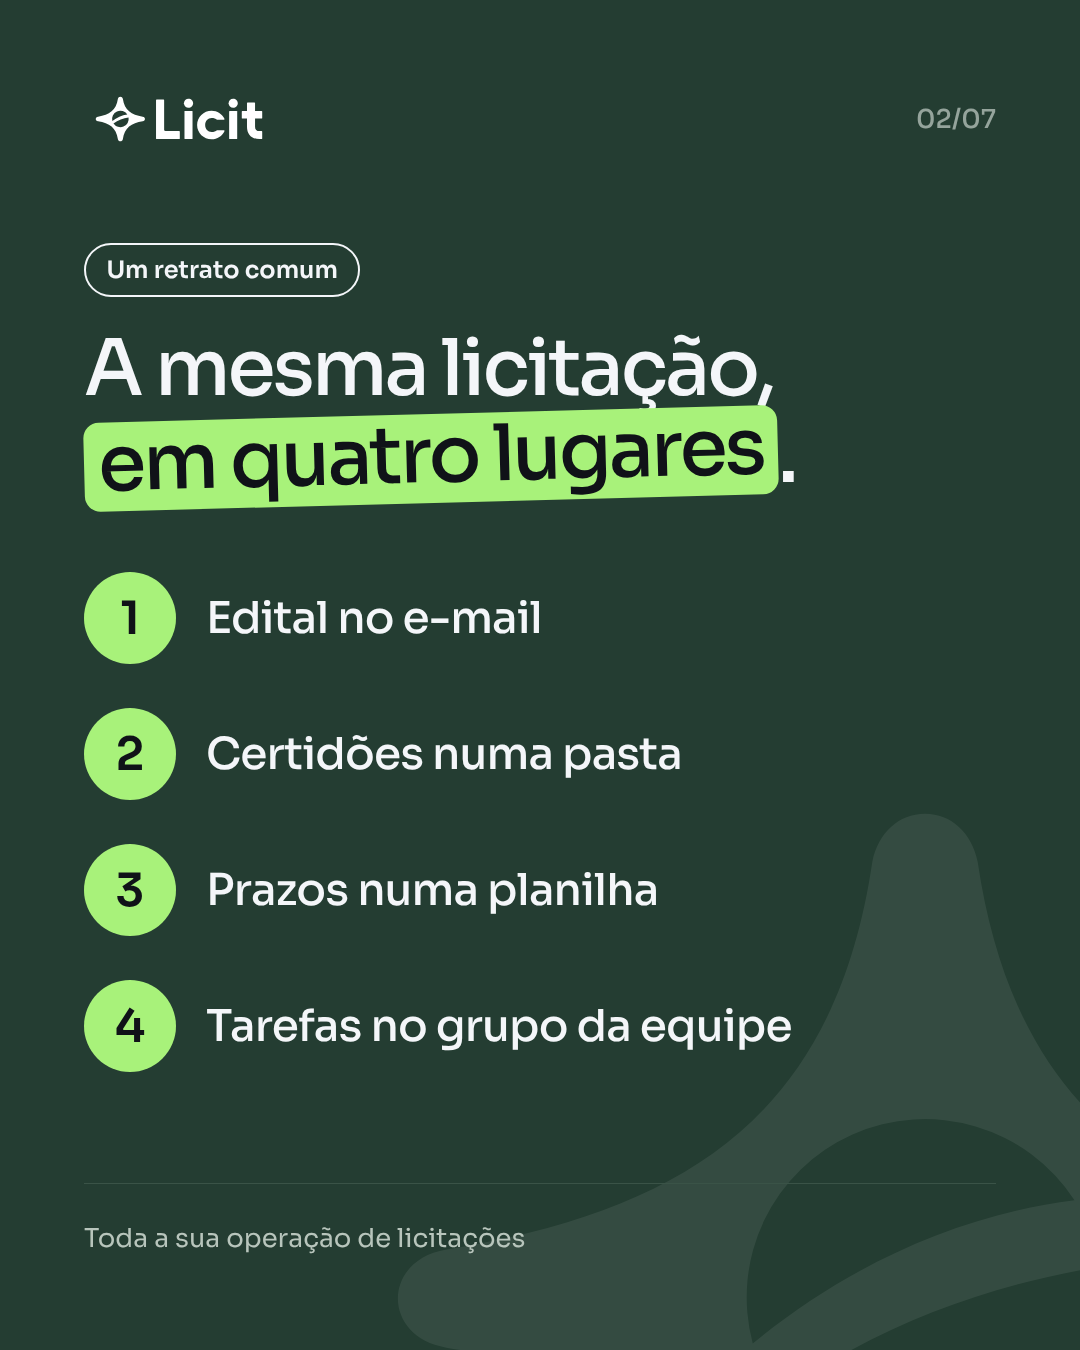 Licit
02/07
Um retrato comum
A mesma licitação,
em quatro lugares.
1 Edital no e-mail
2 Certidões numa pasta
3 Prazos numa planilha
4 Tarefas no grupo da equipe
Toda a sua operação de licitações